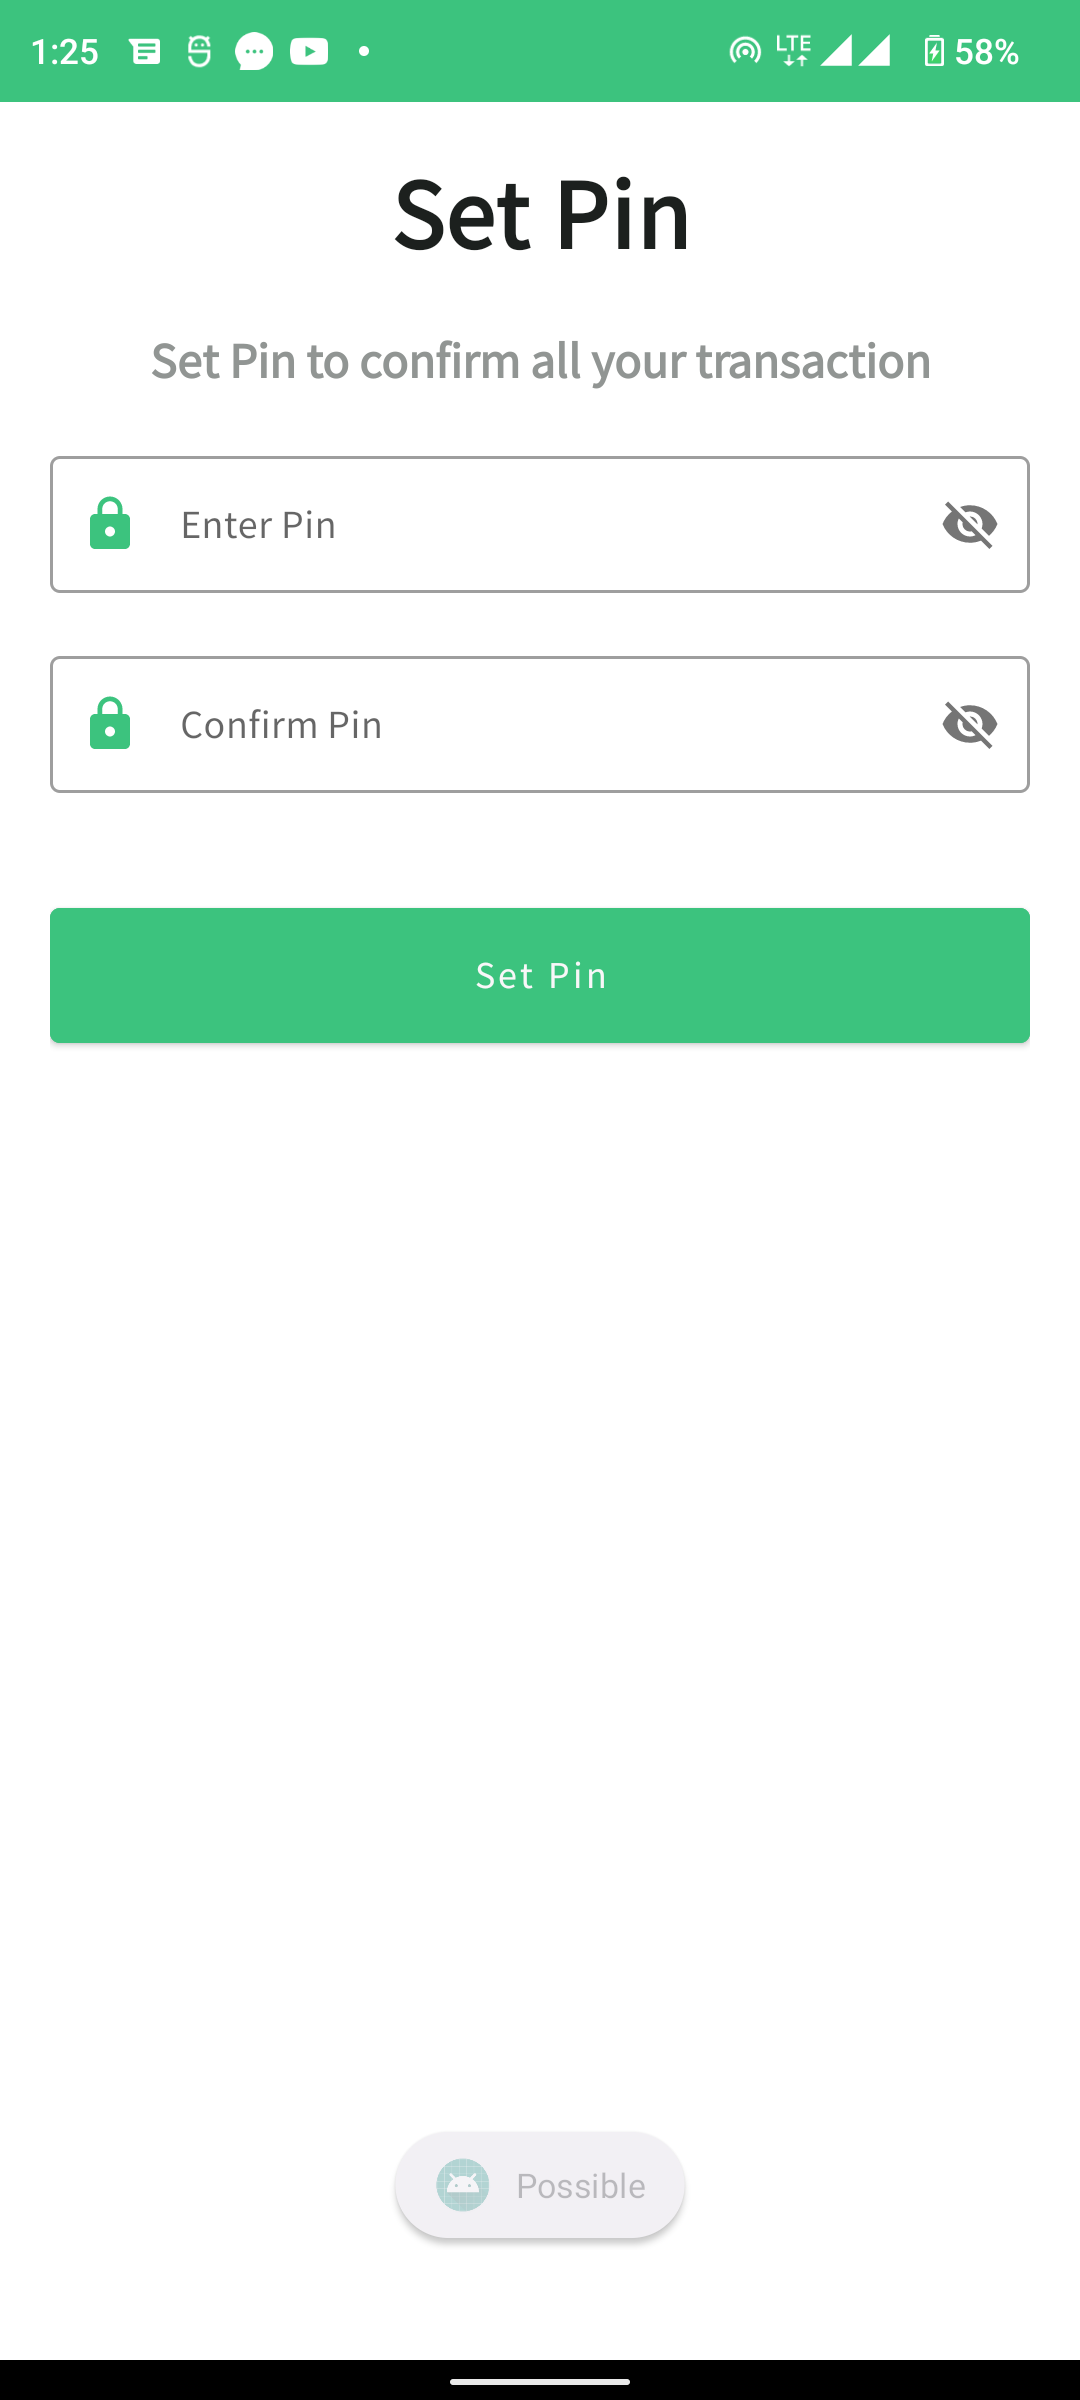 1:25 LTE 58%
Set Pin
Set Pin to confirm all your transaction
Enter Pin
Confirm Pin
Set Pin
Possible